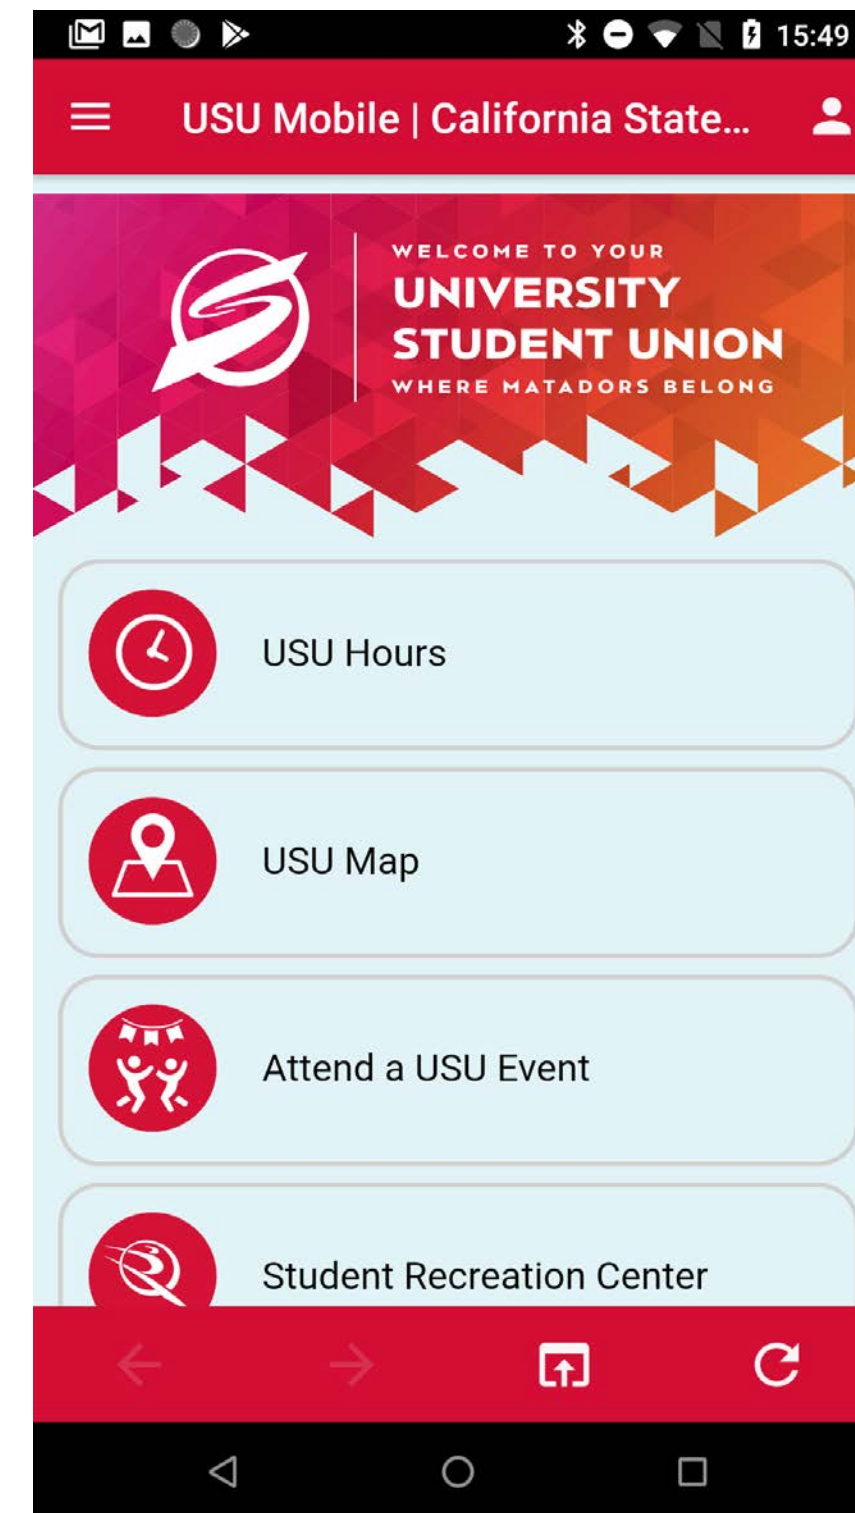 15:49
USU Mobile | California State...
WELCOME TO YOUR
UNIVERSITY
STUDENT UNION
WHERE MATADORS BELONG
USU Hours
USU Map
Attend a USU Event
Student Recreation Center